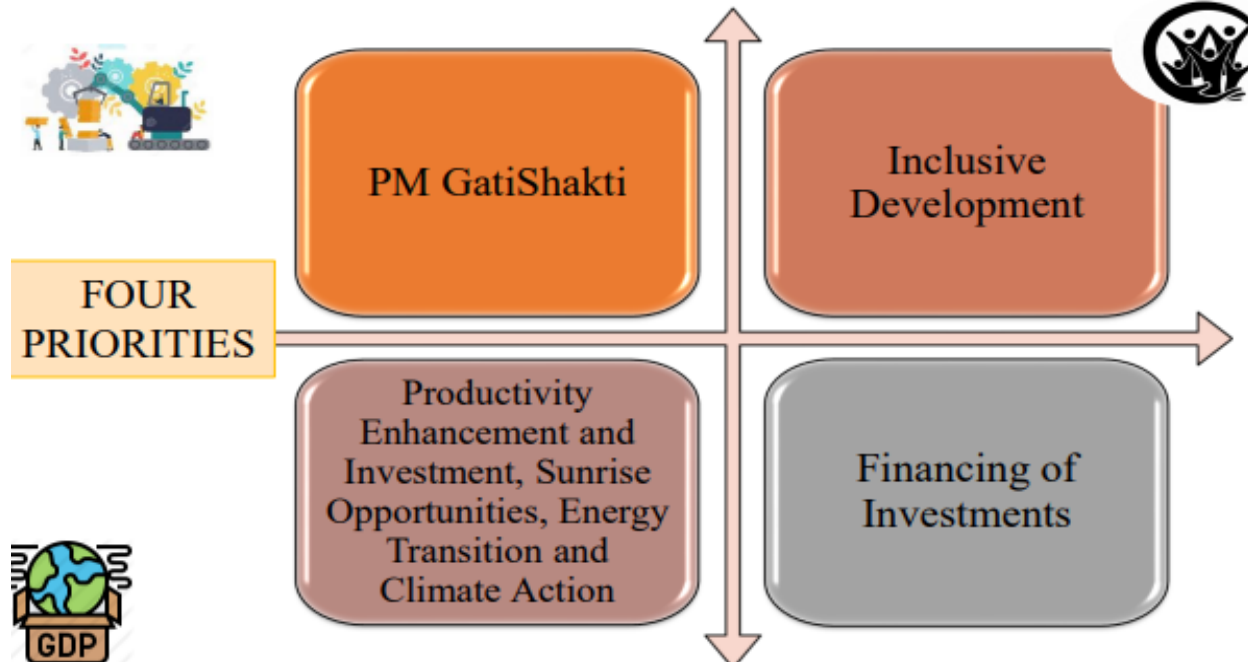 PM GatiShakti
Inclusive
Development
FOUR
PRIORITIES
Productivity
Enhancement and
Investment, Sunrise
Opportunities, Energy
Transition and
Climate Action
Financing of
Investments
GDP